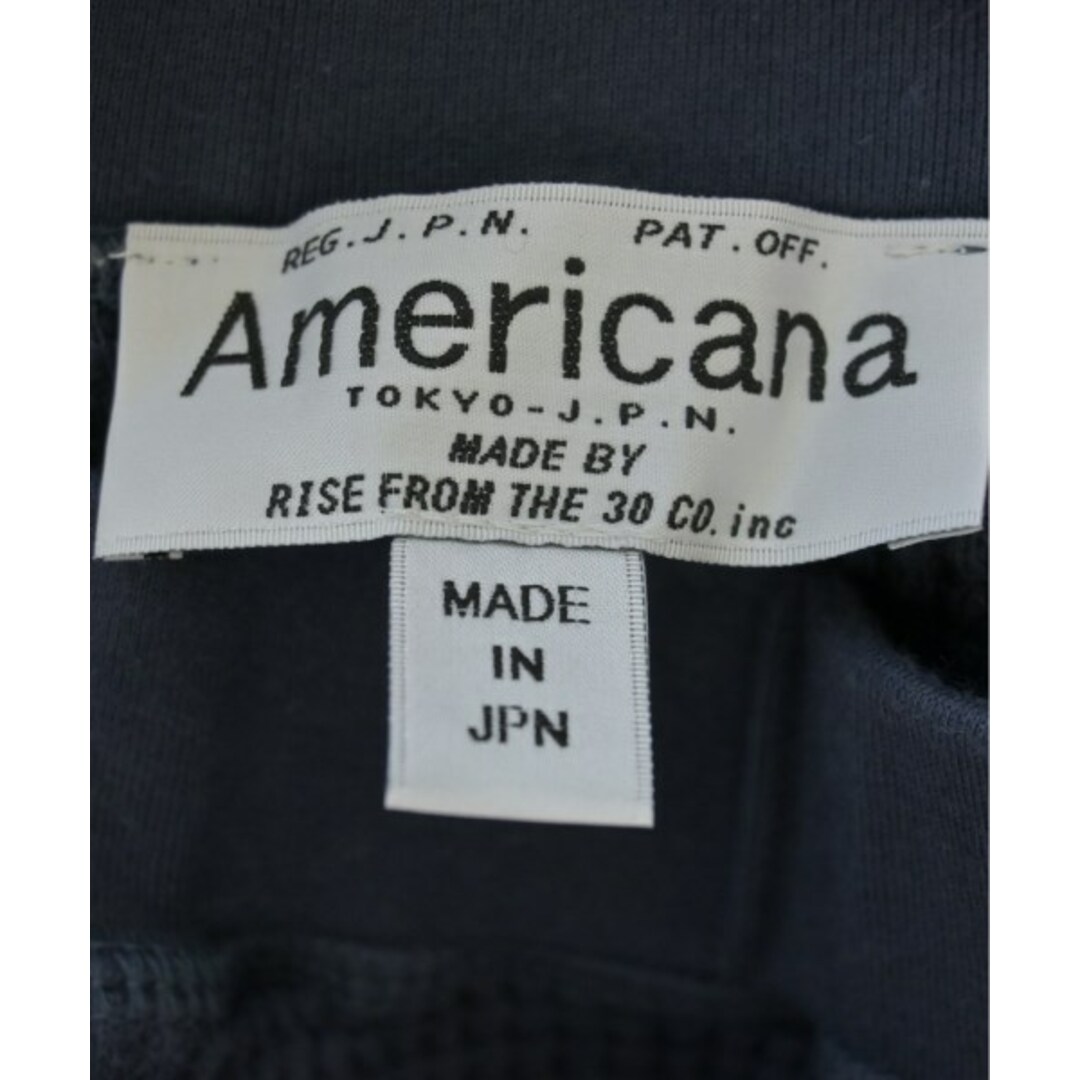 REG.J.P.N. PAT.OFF.
Americana
TOKYO-J.P.N.
MADE BY
RISE FROM THE 30 CO.inc
MADE
IN
JPN